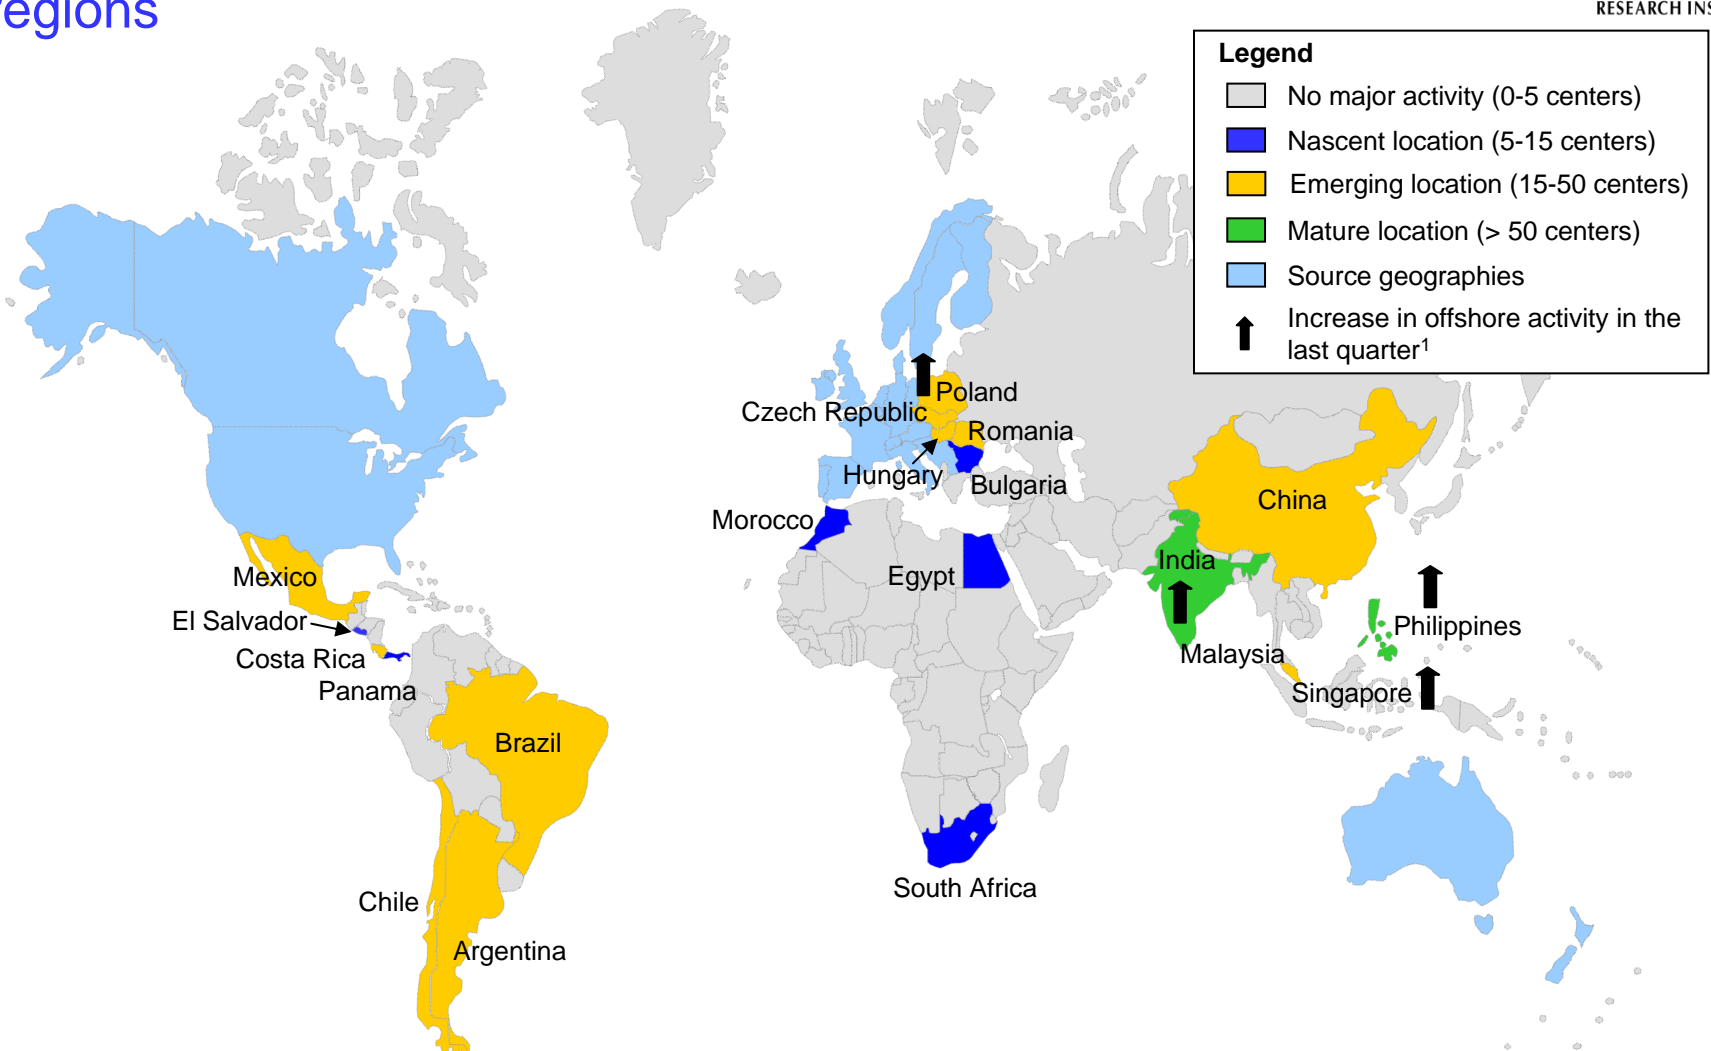 regions
RESEARCH INS
Legend
No major activity (0-5 centers)
Nascent location (5-15 centers)
Emerging location (15-50 centers)
Mature location (> 50 centers)
Source geographies
Increase in offshore activity in the
last quarter1
Poland
Czech Republic
Romania
Hungary
Bulgaria
Morocco
Egypt
China
India
Mexico
El Salvador
Costa Rica
Panama
Philippines
Malaysia
Singapore
Brazil
South Africa
Chile
Argentina